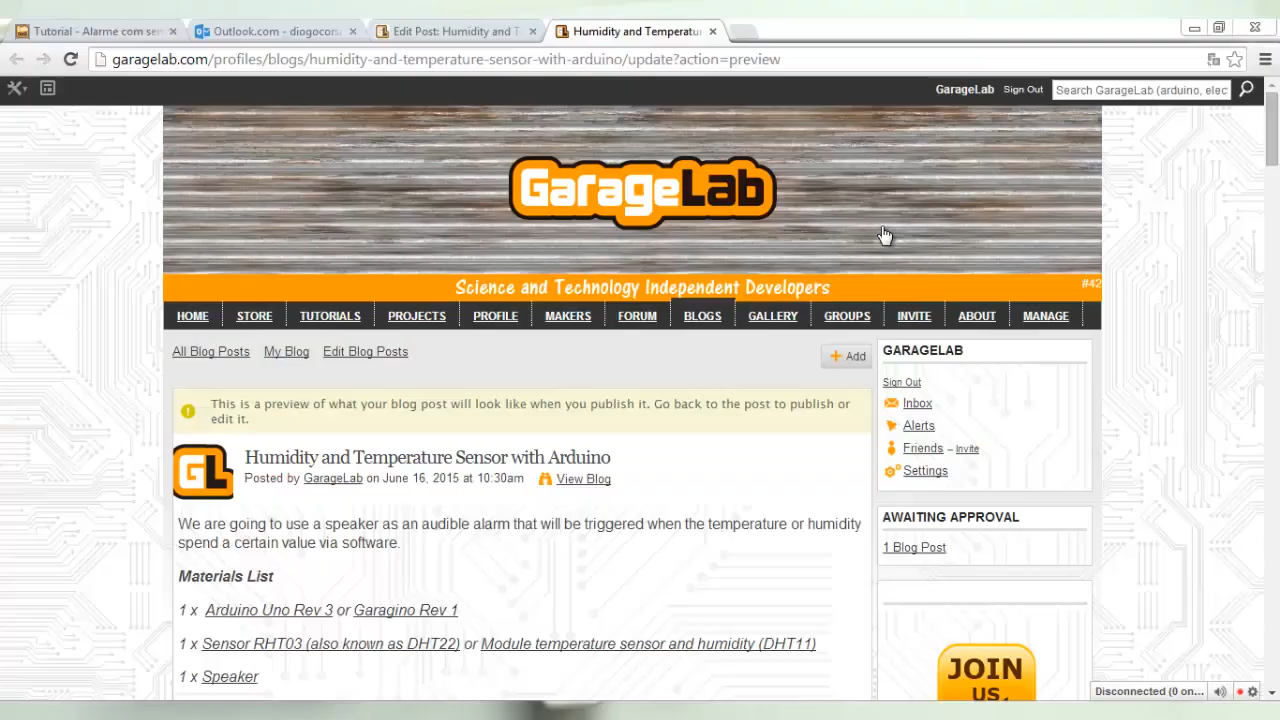 Tutorial - Alarme com sen
Outlook.com - diogocors
Edit Post: Humidity and T
Humidity and Temperatu
garagelab.com/profiles/blogs/humidity-and-temperature-sensor-with-arduino/update?action=preview
GarageLab Sign Out Search GarageLab (arduino, elec
GarageLab
Science and Technology Independent Developers
#42
HOME STORE TUTORIALS PROJECTS PROFILE MAKERS FORUM BLOGS GALLERY GROUPS INVITE ABOUT MANAGE
All Blog Posts My Blog Edit Blog Posts
+ Add
This is a preview of what your blog post will look like when you publish it. Go back to the post to publish or
edit it.
GL
Humidity and Temperature Sensor with Arduino
Posted by GarageLab on June 16, 2015 at 10:30am View Blog
We are going to use a speaker as an audible alarm that will be triggered when the temperature or humidity
spend a certain value via software.
Materials List
1 x Arduino Uno Rev 3 or Garagino Rev 1
1 x Sensor RHT03 (also known as DHT22) or Module temperature sensor and humidity (DHT11)
1 x Speaker
GARAGELAB
Sign Out
Inbox
Alerts
Friends – Invite
Settings
AWAITING APPROVAL
1 Blog Post
JOIN
US
Disconnected (0 on...